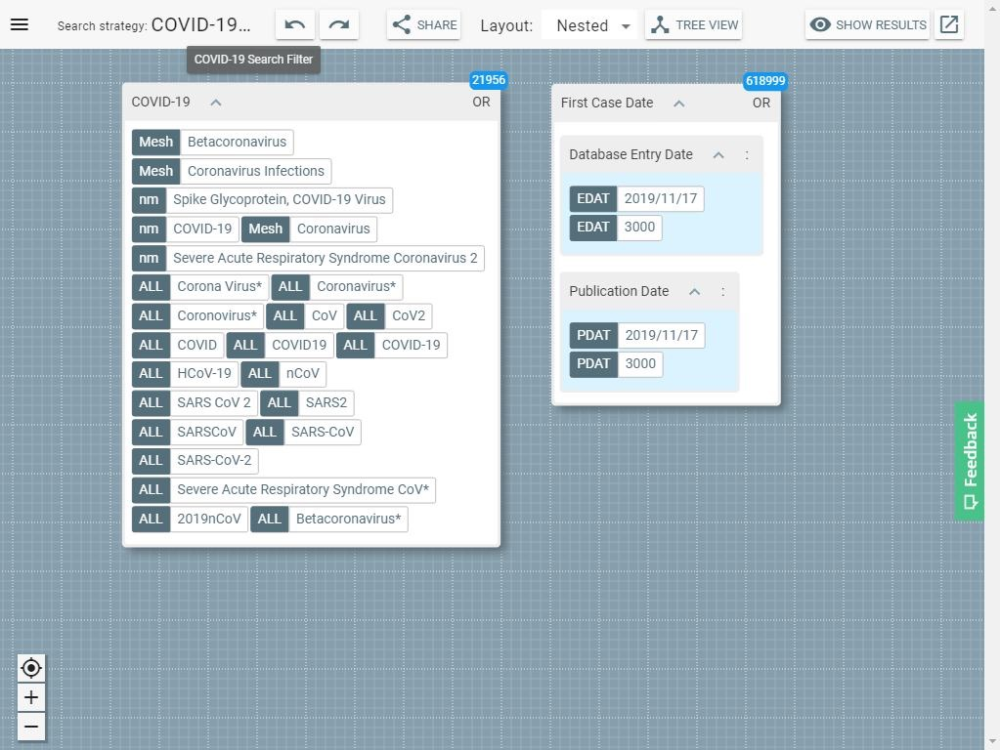 Search strategy: COVID-19... SHARE Layout: Nested TREE VIEW SHOW RESULTS
COVID-19 Search Filter
21956
COVID-19 OR
Mesh Betacoronavirus
Mesh Coronavirus Infections
nm Spike Glycoprotein, COVID-19 Virus
nm COVID-19 Mesh Coronavirus
nm Severe Acute Respiratory Syndrome Coronavirus 2
ALL Corona Virus* ALL Coronavirus*
ALL Coronovirus* ALL CoV ALL CoV2
ALL COVID ALL COVID19 ALL COVID-19
ALL HCoV-19 ALL nCoV
ALL SARS CoV 2 ALL SARS2
ALL SARSCoV ALL SARS-CoV
ALL SARS-CoV-2
ALL Severe Acute Respiratory Syndrome CoV*
ALL 2019nCoV ALL Betacoronavirus*
618999
First Case Date OR
Database Entry Date :
EDAT 2019/11/17
EDAT 3000
Publication Date :
PDAT 2019/11/17
PDAT 3000
Feedback